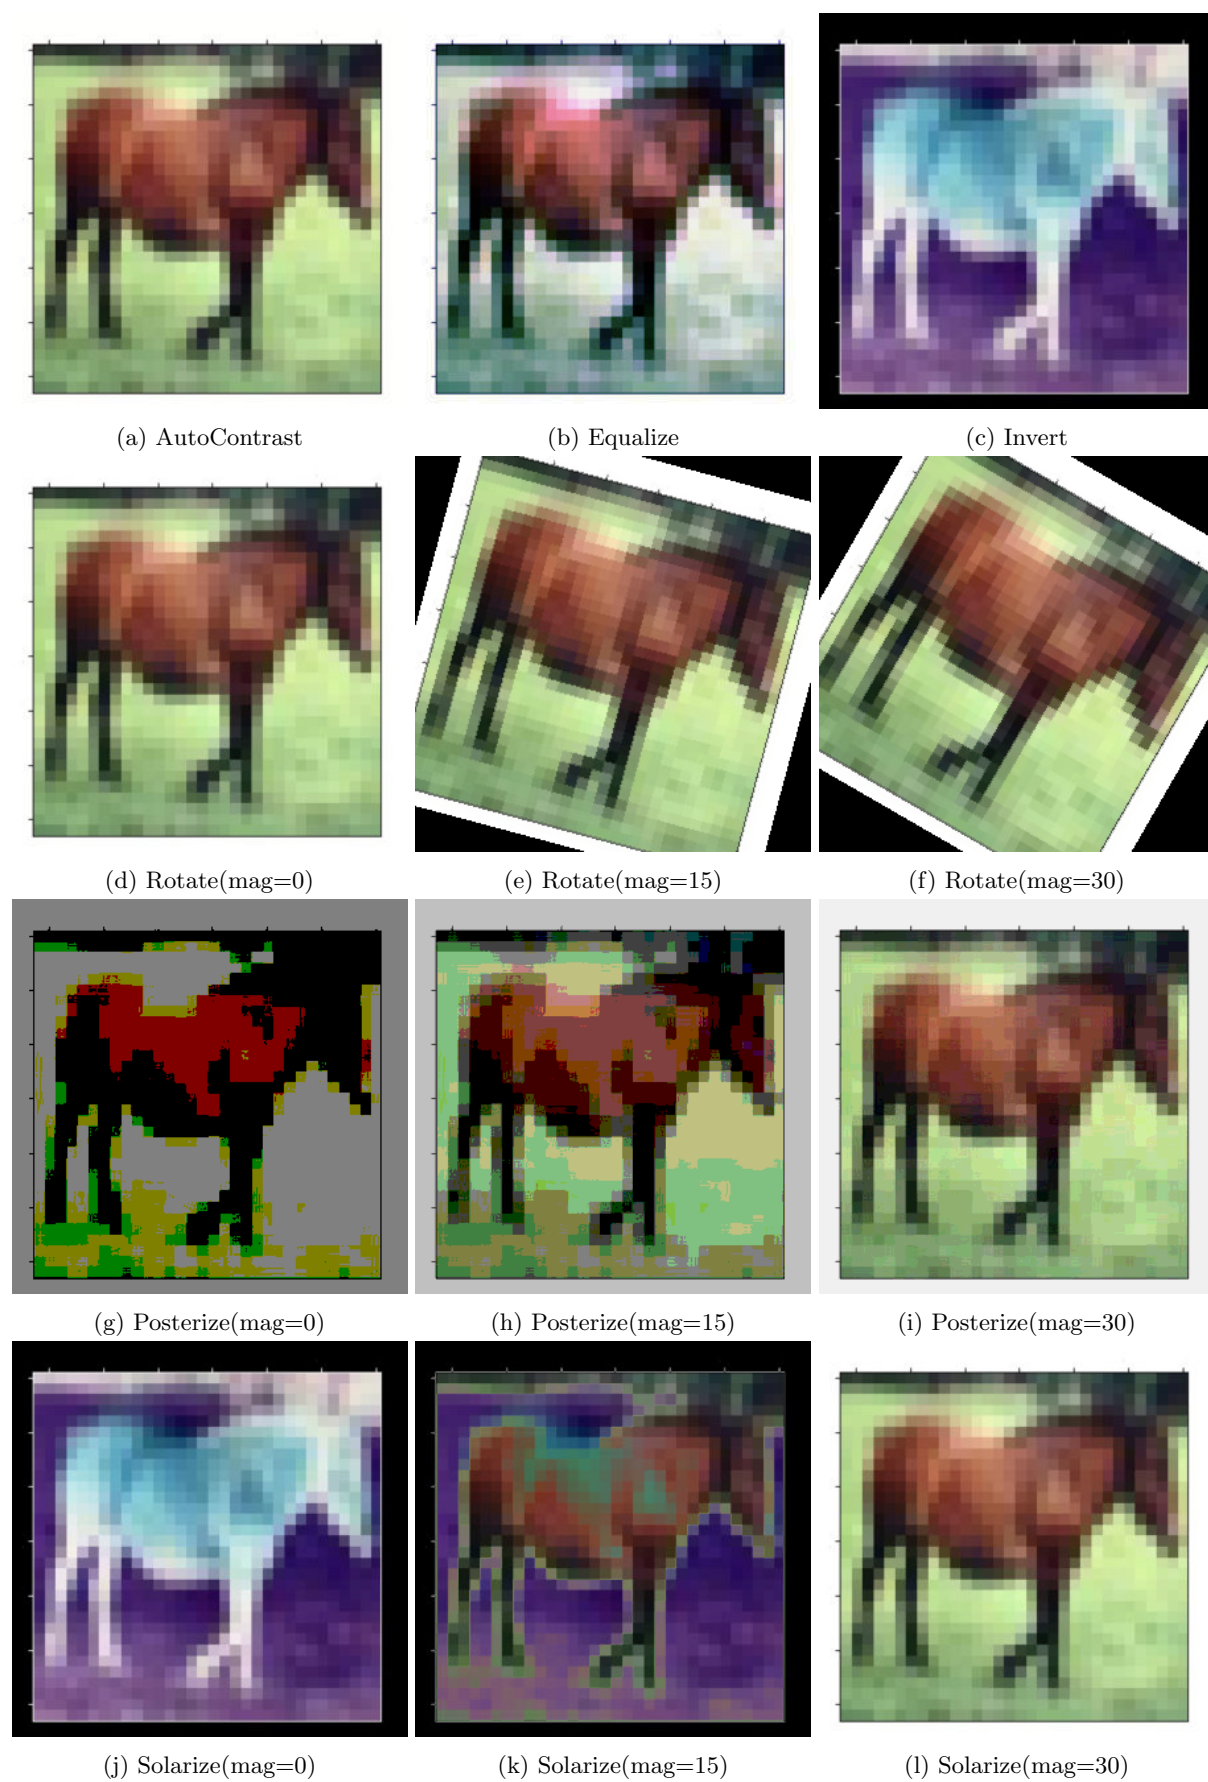 (a) AutoContrast
(b) Equalize
(c) Invert
(d) Rotate(mag=0)
(e) Rotate(mag=15)
(f) Rotate(mag=30)
(g) Posterize(mag=0)
(h) Posterize(mag=15)
(i) Posterize(mag=30)
(j) Solarize(mag=0)
(k) Solarize(mag=15)
(l) Solarize(mag=30)